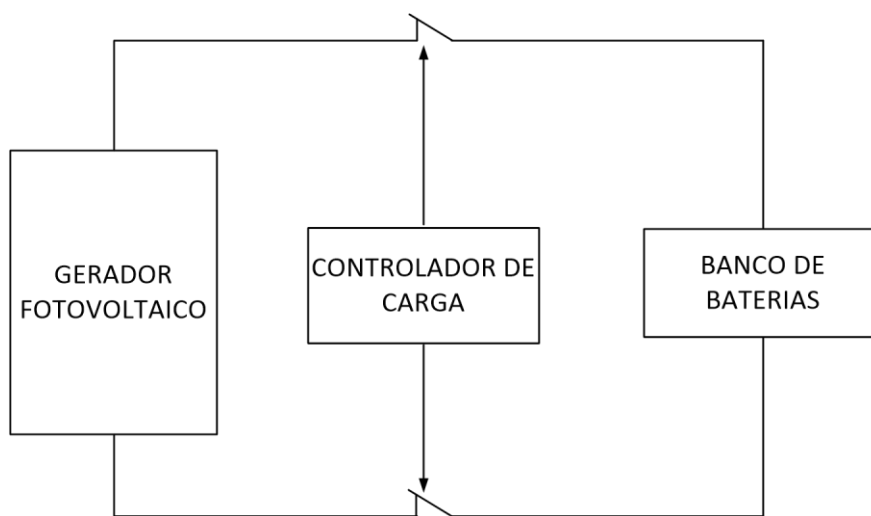 GERADOR
FOTOVOLTAICO
CONTROLADOR DE
CARGA
BANCO DE
BATERIAS